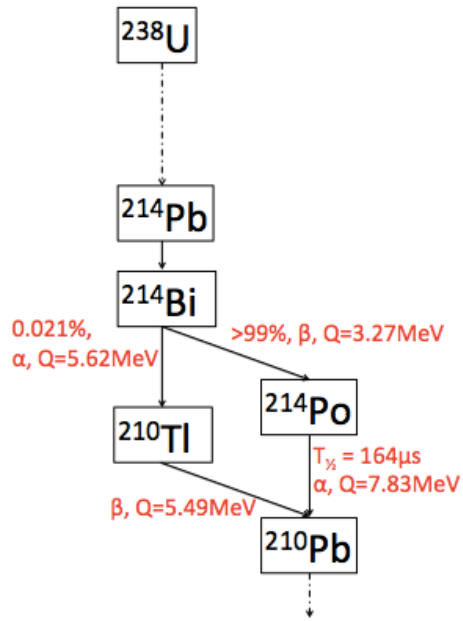 ²³⁸U
²¹⁴Pb
²¹⁴Bi
0.021%,
α, Q=5.62MeV
>99%, β, Q=3.27MeV
²¹⁴Po
²¹⁰Tl
T½ = 164μs
α, Q=7.83MeV
β, Q=5.49MeV
²¹⁰Pb